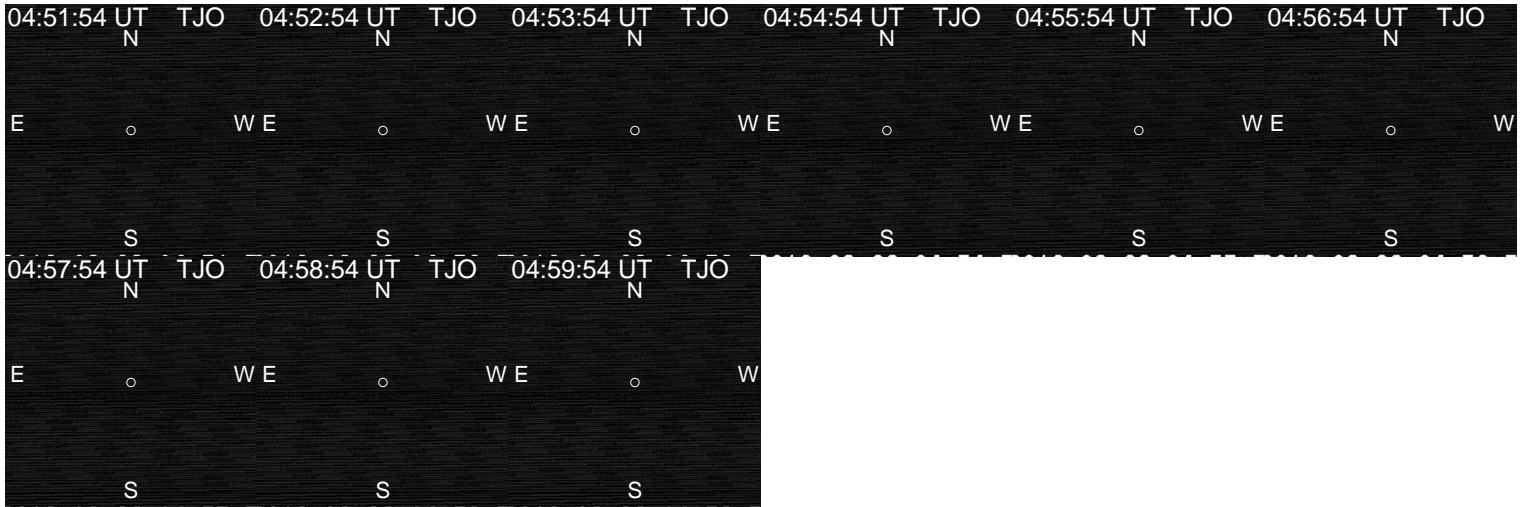 04:51:54 UT TJO 04:52:54 UT TJO 04:53:54 UT TJO 04:54:54 UT TJO 04:55:54 UT TJO 04:56:54 UT TJO
N N N N N N
E W E W E W E W E W E W
S S S S S S
04:57:54 UT TJO 04:58:54 UT TJO 04:59:54 UT TJO
N N N
E W E W E W
S S S